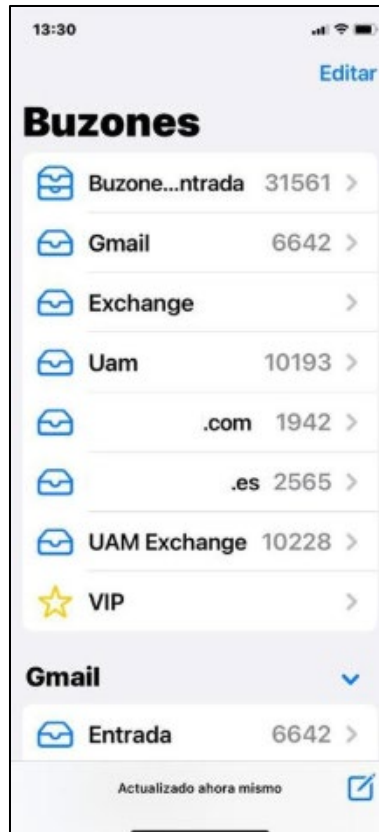 13:30
Editar
Buzones
Buzone...ntrada 31561
Gmail 6642
Exchange
Uam 10193
.com 1942
.es 2565
UAM Exchange 10228
VIP
Gmail
Entrada 6642
Actualizado ahora mismo